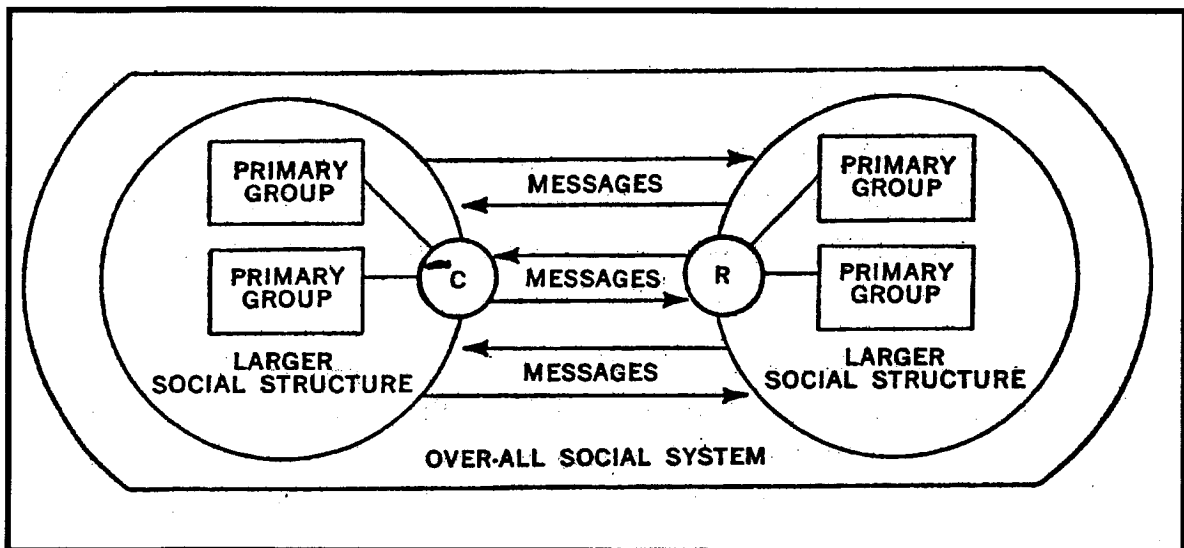 PRIMARY
GROUP
PRIMARY
GROUP
C
LARGER
SOCIAL STRUCTURE
MESSAGES
MESSAGES
MESSAGES
R
PRIMARY
GROUP
PRIMARY
GROUP
LARGER
SOCIAL STRUCTURE
OVER-ALL SOCIAL SYSTEM